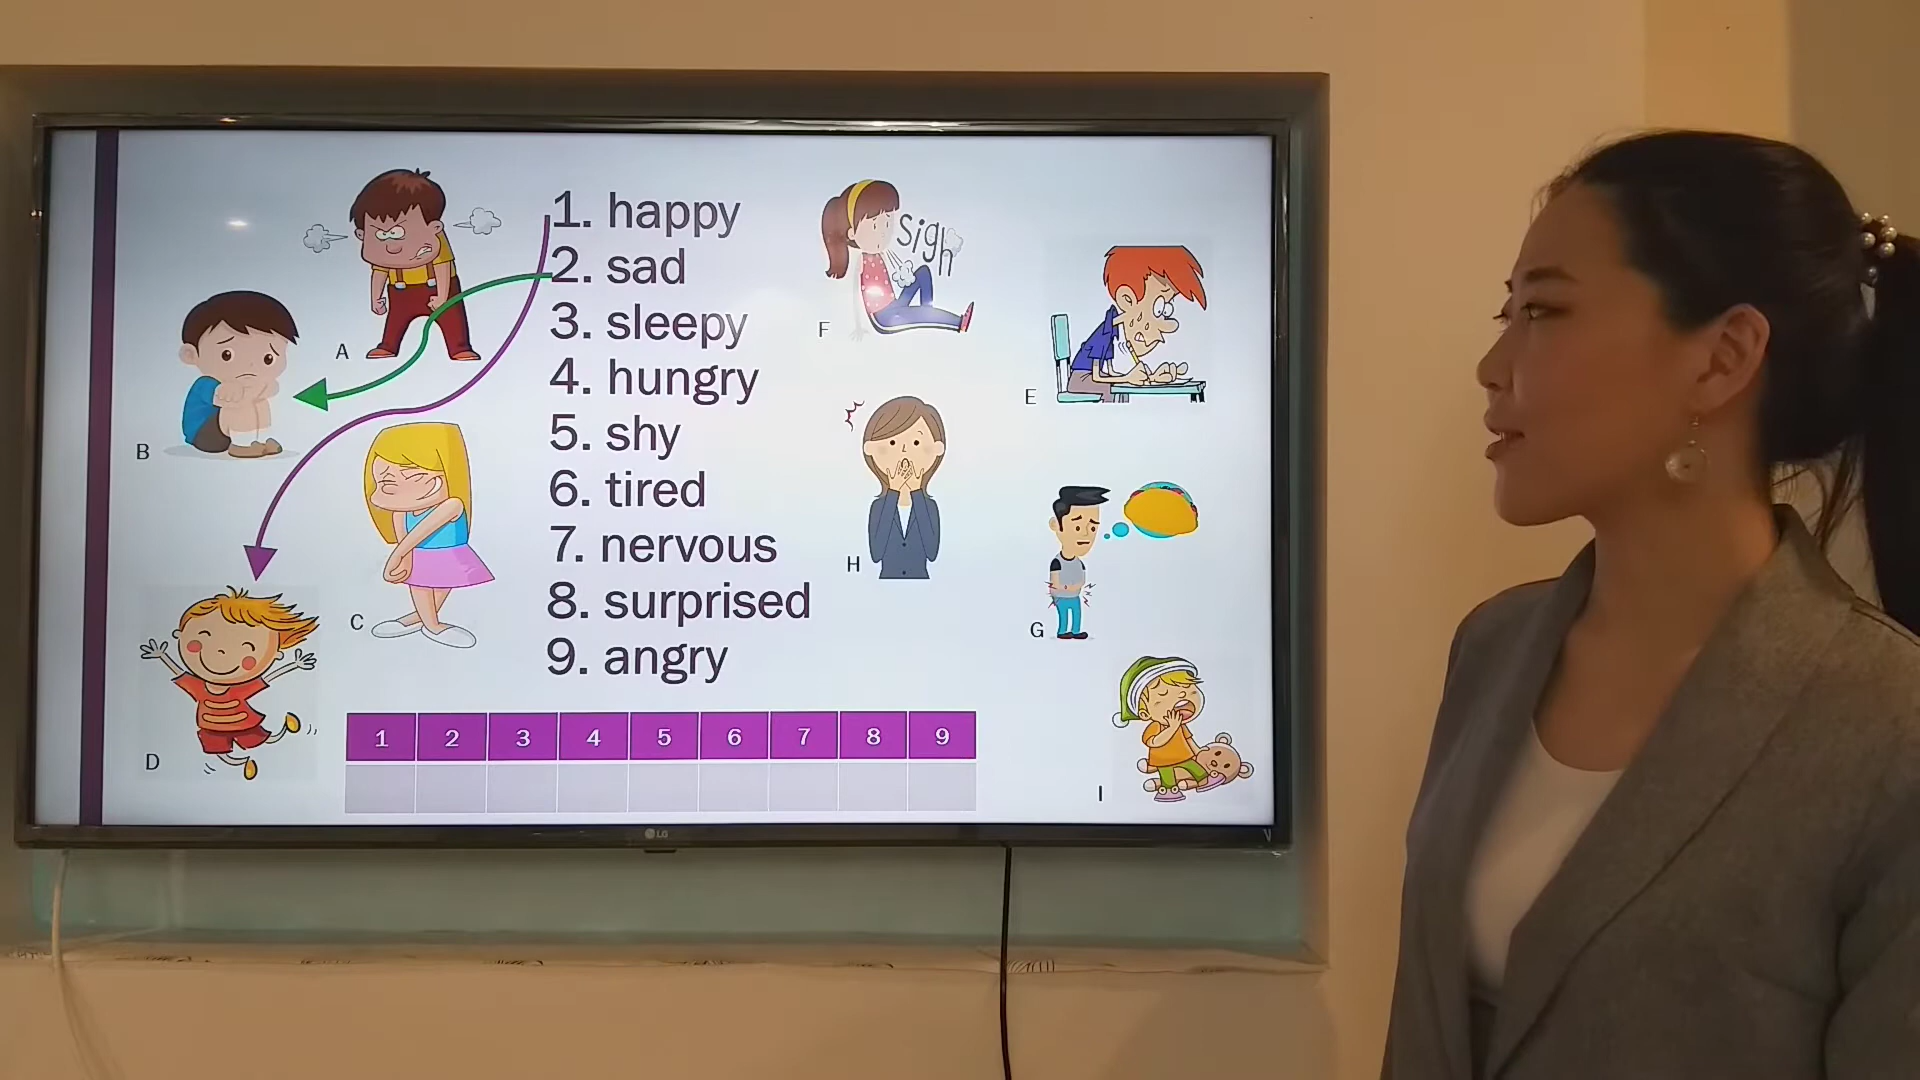 1. happy
2. sad
3. sleepy
4. hungry
5. shy
6. tired
7. nervous
8. surprised
9. angry
A
B
C
D
sigh
F
E
H
G
I
1 2 3 4 5 6 7 8 9
LG